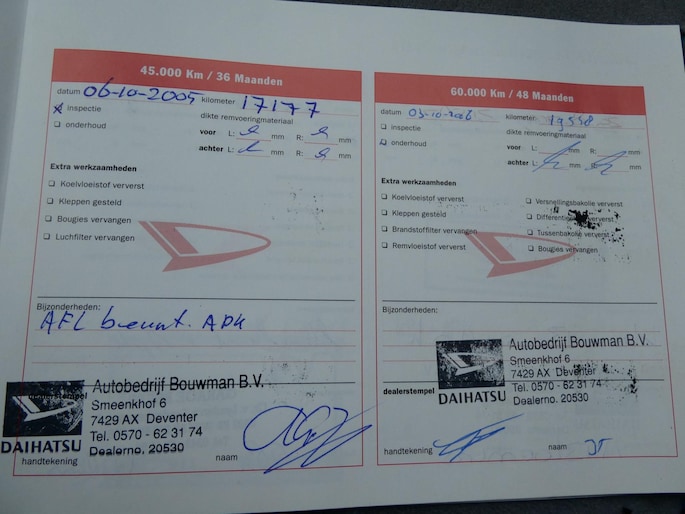 45.000 Km / 36 Maanden
datum 06-10-2005 kilometer 17177
inspectie dikte remvoeringmateriaal
onderhoud voor L: mm R: mm
achter L: mm R: mm
Extra werkzaamheden
Koelvloeistof ververst
Kleppen gesteld
Bougies vervangen
Luchtfilter vervangen
Bijzonderheden:
AFL APK
Autobedrijf Bouwman B.V.
Smeenkhof 6
7429 AX Deventer
Tel. 0570 - 62 31 74
Dealerno. 20530
DAIHATSU
handtekening naam
60.000 Km / 48 Maanden
datum kilometer 19558
inspectie dikte remvoeringmateriaal
onderhoud voor L: mm R: mm
achter L: mm R: mm
Extra werkzaamheden
Koelvloeistof ververst Versnellingsbakolie ververst
Kleppen gesteld ververst
Brandstoffilter vervangen Tussenbakolie ververst
Remvloeistof ververst Bougies vervangen
Bijzonderheden:
Autobedrijf Bouwman B.V.
Smeenkhof 6
7429 AX Deventer
dealerstempel
Tel. 0570 - 62 31 74
DAIHATSU
Dealerno. 20530
handtekening naam